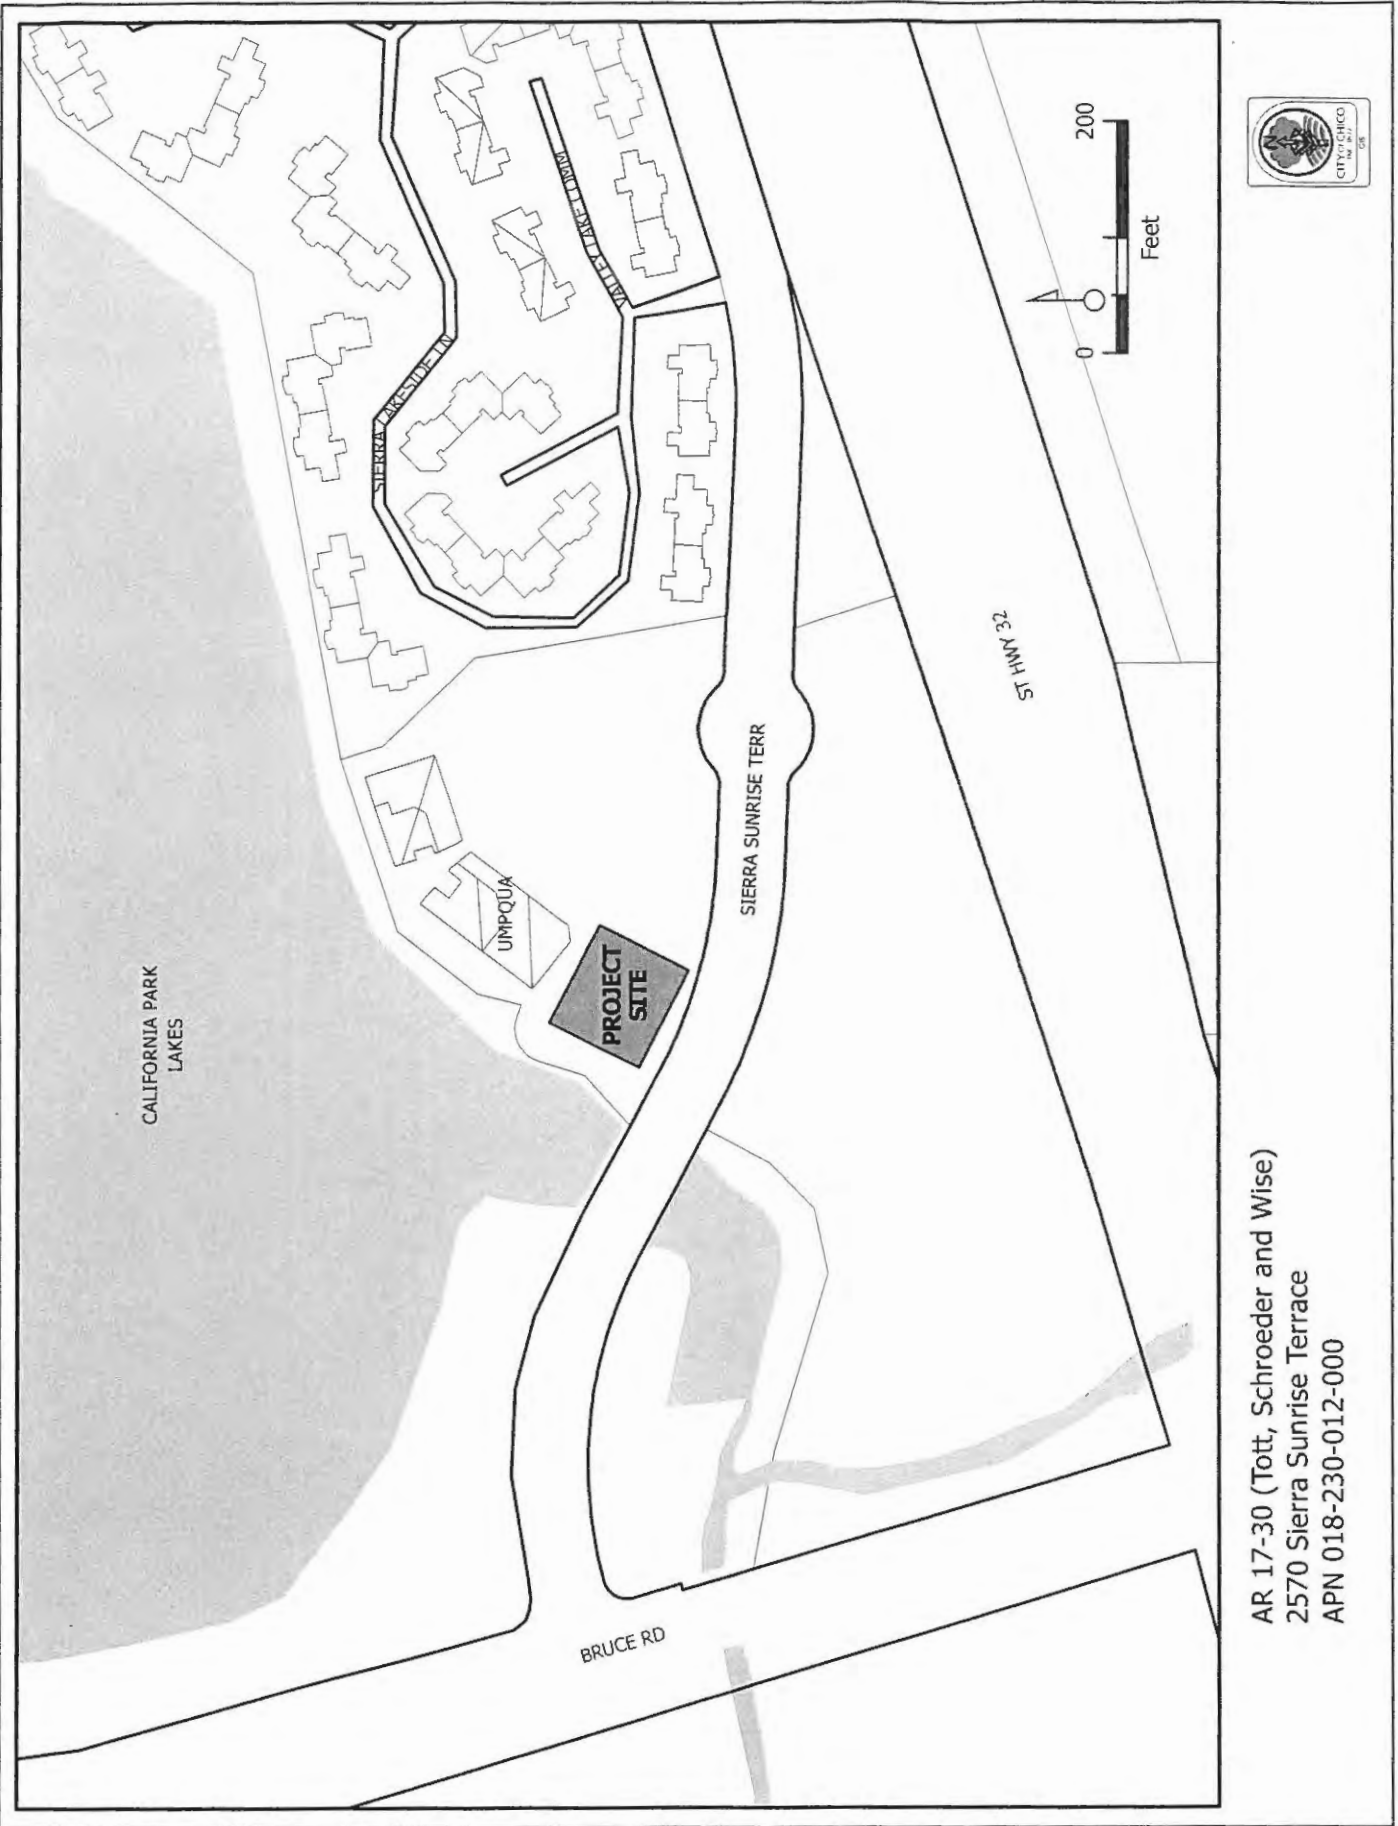 CALIFORNIA PARK
LAKES
SIERRA LAKESIDE LN
VALLEY LAKE COMM
UMPQUA
PROJECT
SITE
SIERRA SUNRISE TERR
BRUCE RD
ST HWY 32
0
200
Feet
N
CITY OF CHICO
GIS
AR 17-30 (Tott, Schroeder and Wise)
2570 Sierra Sunrise Terrace
APN 018-230-012-000